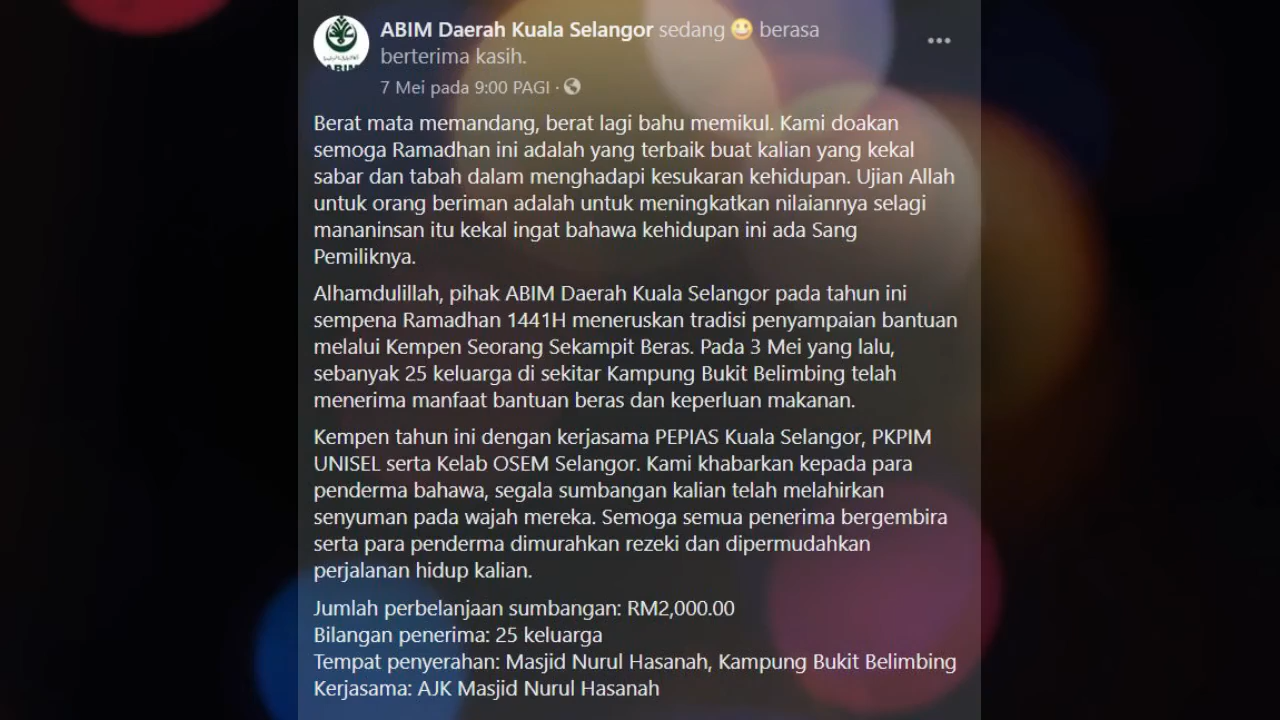 ABIM Daerah Kuala Selangor sedang 😀 berasa
berterima kasih.
7 Mei pada 9:00 PAGI ·
Berat mata memandang, berat lagi bahu memikul. Kami doakan
semoga Ramadhan ini adalah yang terbaik buat kalian yang kekal
sabar dan tabah dalam menghadapi kesukaran kehidupan. Ujian Allah
untuk orang beriman adalah untuk meningkatkan nilaiannya selagi
mananinsan itu kekal ingat bahawa kehidupan ini ada Sang
Pemiliknya.
Alhamdulillah, pihak ABIM Daerah Kuala Selangor pada tahun ini
sempena Ramadhan 1441H meneruskan tradisi penyampaian bantuan
melalui Kempen Seorang Sekampit Beras. Pada 3 Mei yang lalu,
sebanyak 25 keluarga di sekitar Kampung Bukit Belimbing telah
menerima manfaat bantuan beras dan keperluan makanan.
Kempen tahun ini dengan kerjasama PEPIAS Kuala Selangor, PKPIM
UNISEL serta Kelab OSEM Selangor. Kami khabarkan kepada para
penderma bahawa, segala sumbangan kalian telah melahirkan
senyuman pada wajah mereka. Semoga semua penerima bergembira
serta para penderma dimurahkan rezeki dan dipermudahkan
perjalanan hidup kalian.
Jumlah perbelanjaan sumbangan: RM2,000.00
Bilangan penerima: 25 keluarga
Tempat penyerahan: Masjid Nurul Hasanah, Kampung Bukit Belimbing
Kerjasama: AJK Masjid Nurul Hasanah